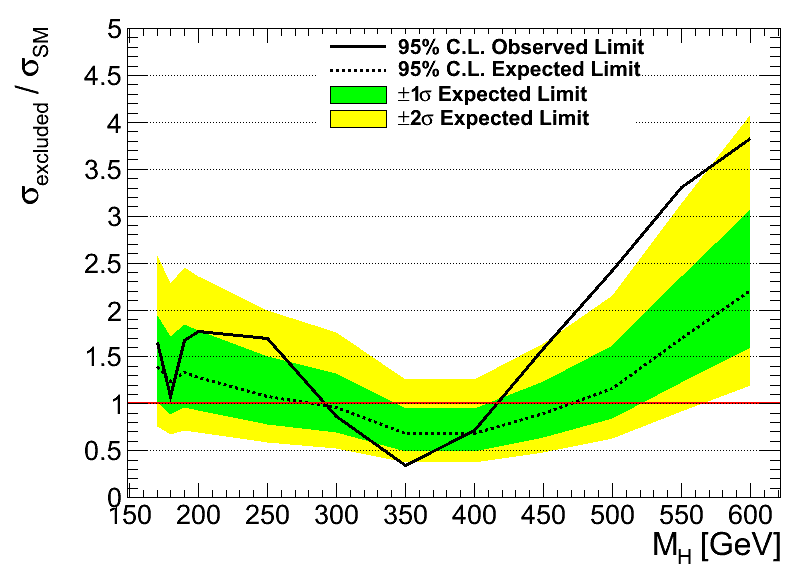 σexcluded / σSM
5
4.5
4
3.5
3
2.5
2
1.5
1
0.5
0
95% C.L. Observed Limit
95% C.L. Expected Limit
±1σ Expected Limit
±2σ Expected Limit
150 200 250 300 350 400 450 500 550 600
MH [GeV]